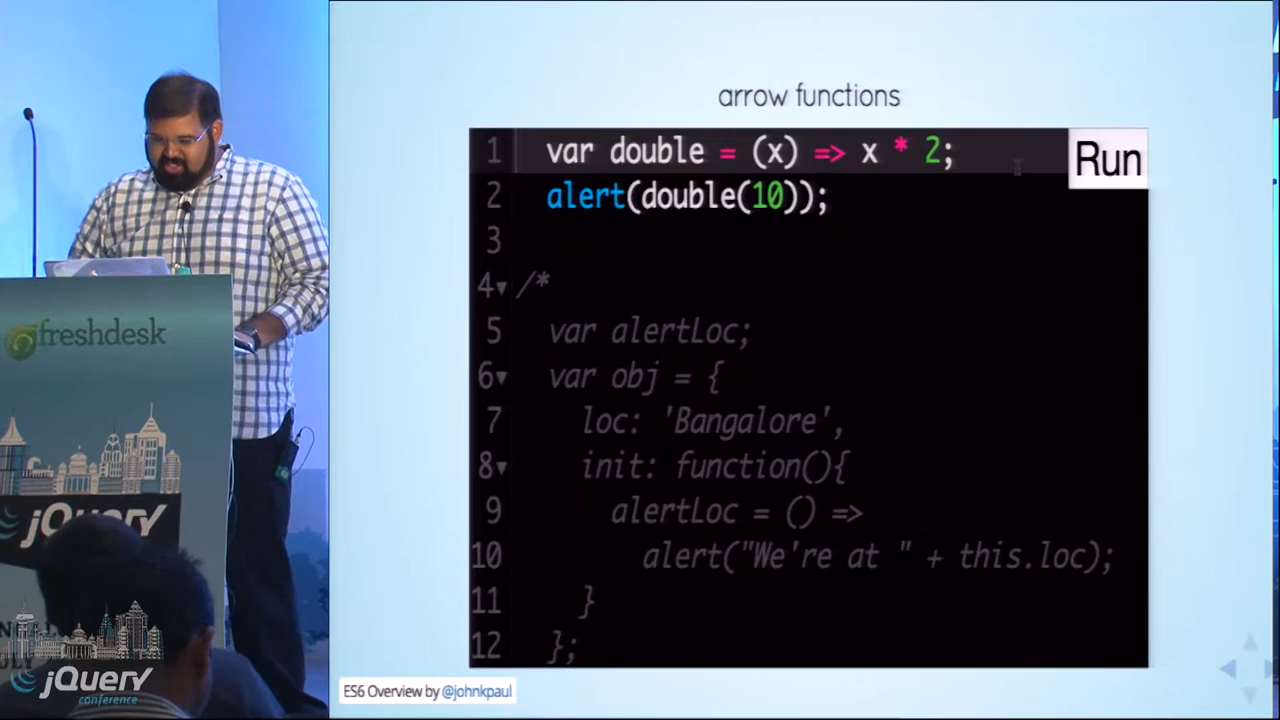 arrow functions
1 var double = (x) => x * 2;
Run
2 alert(double(10));
3
4 /*
5 var alertLoc;
6 var obj = {
7 loc: 'Bangalore',
8 init: function(){
9 alertLoc = () =>
10 alert("We're at " + this.loc);
11 }
12 };
ES6 Overview by @johnkpaul
freshdesk
jQuery
jQuery
conference